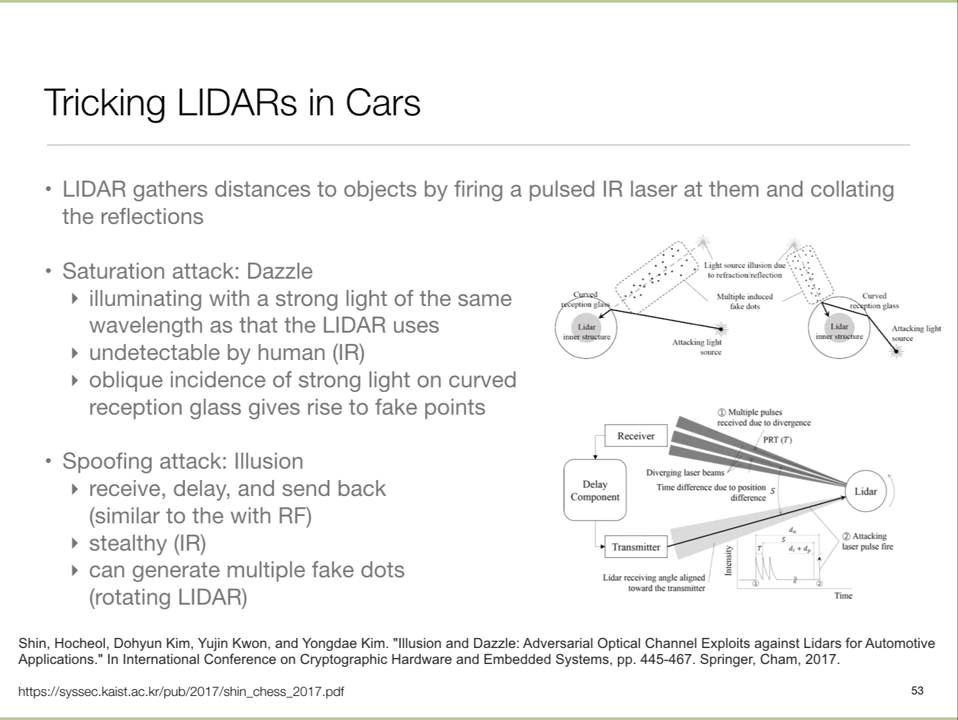 Tricking LIDARs in Cars
• LIDAR gathers distances to objects by firing a pulsed IR laser at them and collating
the reflections
• Saturation attack: Dazzle
‣ illuminating with a strong light of the same
wavelength as that the LIDAR uses
‣ undetectable by human (IR)
‣ oblique incidence of strong light on curved
reception glass gives rise to fake points
• Spoofing attack: Illusion
‣ receive, delay, and send back
(similar to the with RF)
‣ stealthy (IR)
‣ can generate multiple fake dots
(rotating LIDAR)
Light source illusion due
to refraction/reflection
Curved
reception glass
Multiple induced
fake dots
Curved
reception glass
Lidar
inner structure
Attacking light
source
Lidar
inner structure
Attacking light
source
① Multiple pulses
received due to divergence
Receiver
PRT (T)
Diverging laser beams
Time difference due to position
difference
S
Delay
Component
Lidar
Transmitter
② Attacking
laser pulse fire
Lidar receiving angle aligned
toward the transmitter
Intensity
dₐ
S
T
①
②
Time
Shin, Hocheol, Dohyun Kim, Yujin Kwon, and Yongdae Kim. "Illusion and Dazzle: Adversarial Optical Channel Exploits against Lidars for Automotive
Applications." In International Conference on Cryptographic Hardware and Embedded Systems, pp. 445-467. Springer, Cham, 2017.
https://syssec.kaist.ac.kr/pub/2017/shin_chess_2017.pdf
53